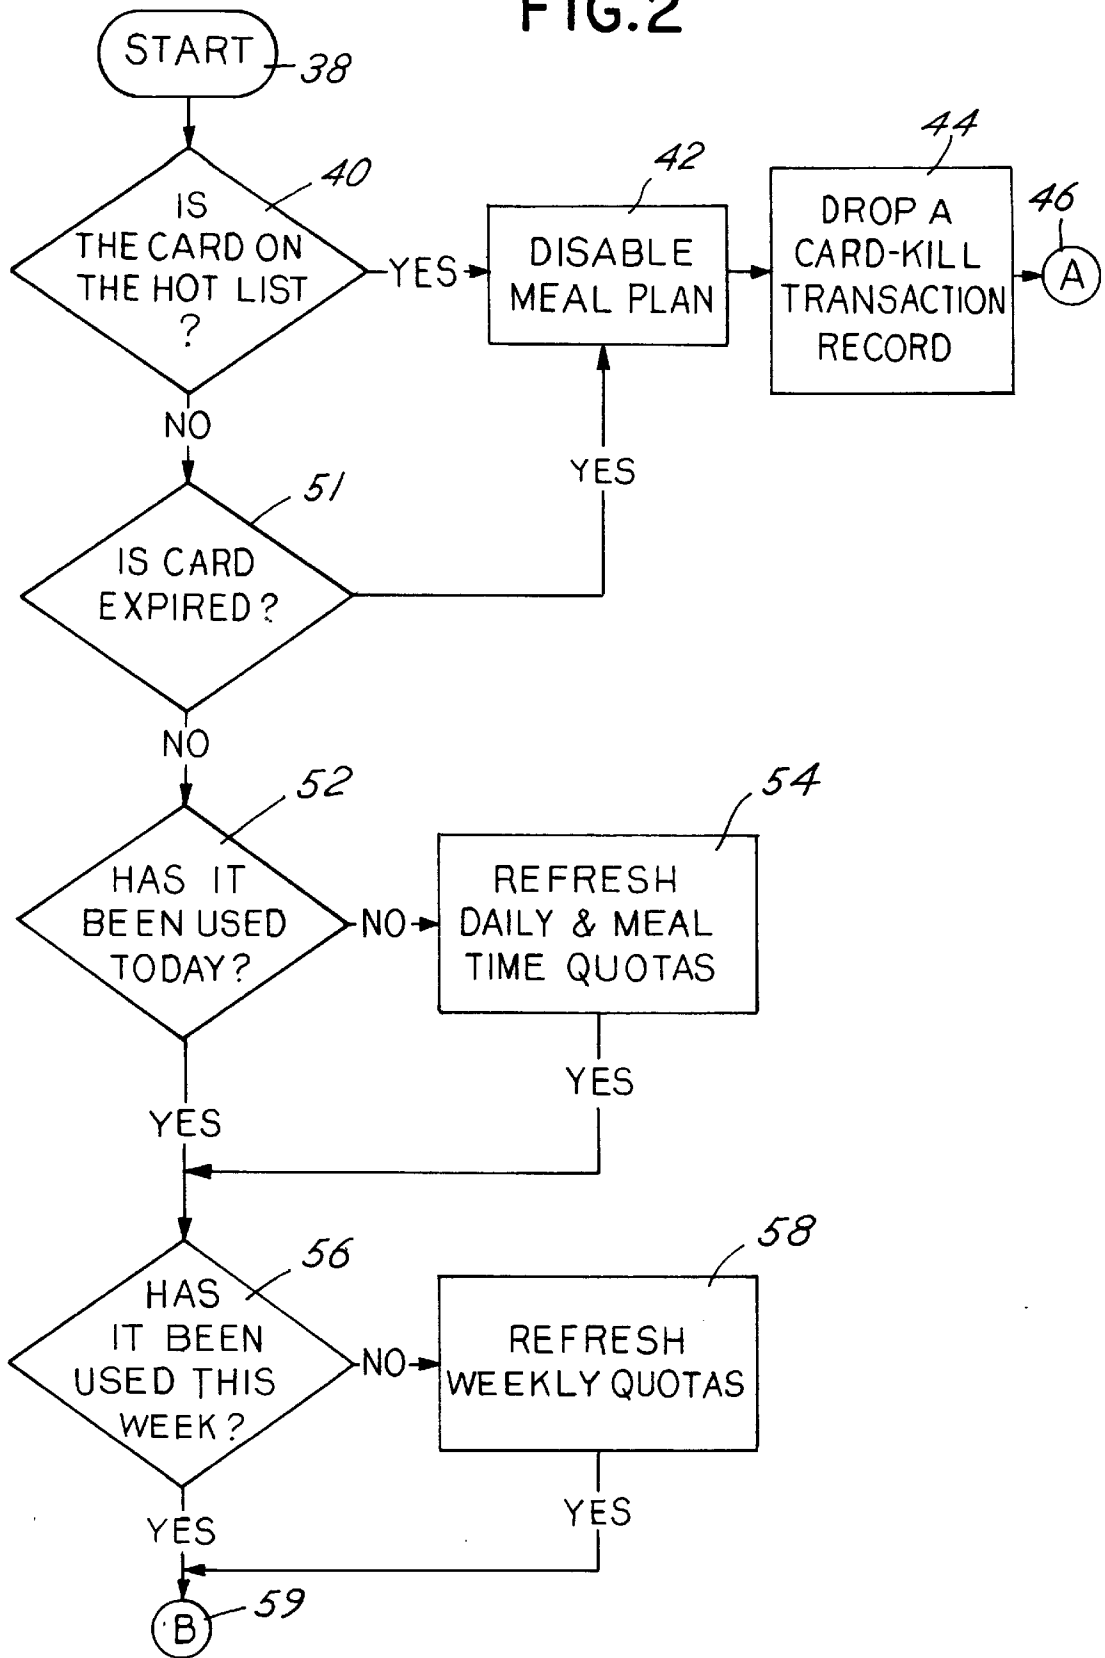 FIG.2
START
38
40
IS
THE CARD ON
THE HOT LIST
?
YES
42
DISABLE
MEAL PLAN
44
DROP A
CARD-KILL
TRANSACTION
RECORD
46
A
NO
YES
51
IS CARD
EXPIRED?
NO
52
HAS IT
BEEN USED
TODAY?
NO
54
REFRESH
DAILY & MEAL
TIME QUOTAS
YES
YES
56
HAS
IT BEEN
USED THIS
WEEK?
NO
58
REFRESH
WEEKLY QUOTAS
YES
YES
B
59